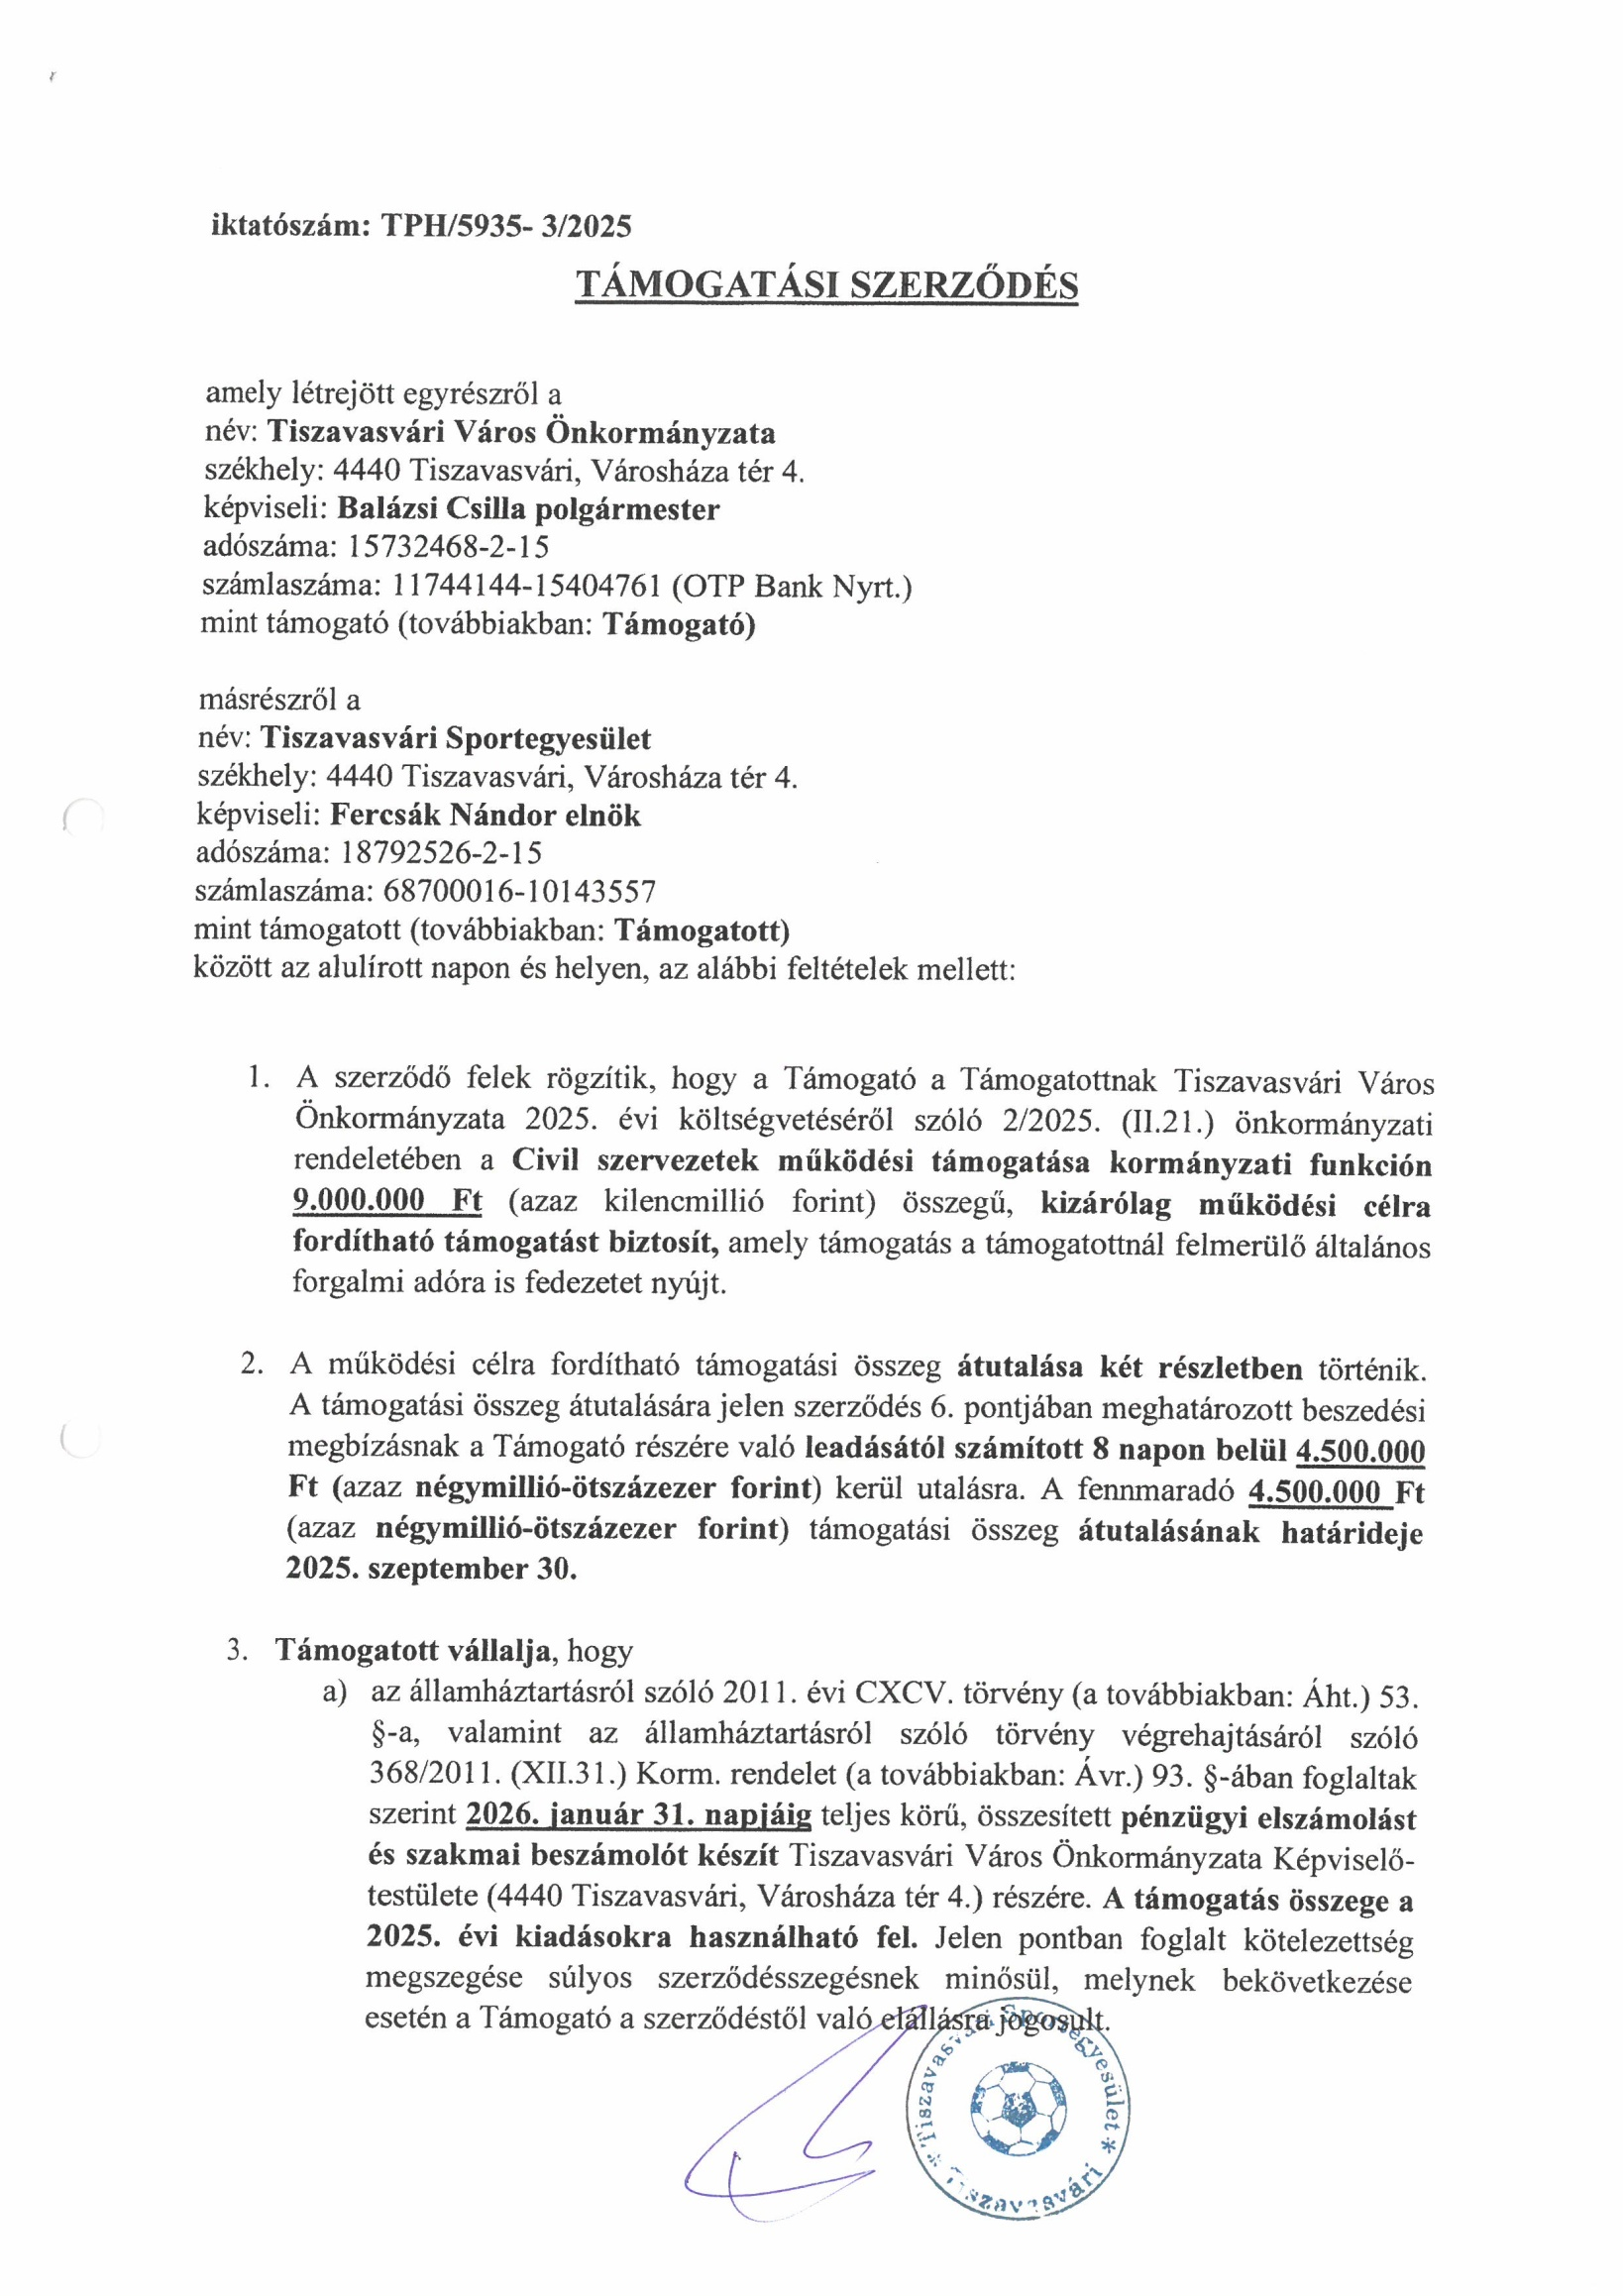 iktatószám: TPH/5935- 3/2025
TÁMOGATÁSI SZERZŐDÉS
amely létrejött egyrészről a
név: Tiszavasvári Város Önkormányzata
székhely: 4440 Tiszavasvári, Városháza tér 4.
képviseli: Balázsi Csilla polgármester
adószáma: 15732468-2-15
számlaszáma: 11744144-15404761 (OTP Bank Nyrt.)
mint támogató (továbbiakban: Támogató)
másrészről a
név: Tiszavasvári Sportegyesület
székhely: 4440 Tiszavasvári, Városháza tér 4.
képviseli: Fercsák Nándor elnök
adószáma: 18792526-2-15
számlaszáma: 68700016-10143557
mint támogatott (továbbiakban: Támogatott)
között az alulírott napon és helyen, az alábbi feltételek mellett:
1. A szerződő felek rögzítik, hogy a Támogató a Támogatottnak Tiszavasvári Város
Önkormányzata 2025. évi költségvetéséről szóló 2/2025. (II.21.) önkormányzati
rendeletében a Civil szervezetek működési támogatása kormányzati funkción
9.000.000 Ft (azaz kilencmillió forint) összegű, kizárólag működési célra
fordítható támogatást biztosít, amely támogatás a támogatottnál felmerülő általános
forgalmi adóra is fedezetet nyújt.
2. A működési célra fordítható támogatási összeg átutalása két részletben történik.
A támogatási összeg átutalására jelen szerződés 6. pontjában meghatározott beszedési
megbízásnak a Támogató részére való leadásától számított 8 napon belül 4.500.000
Ft (azaz négymillió-ötszázezer forint) kerül utalásra. A fennmaradó 4.500.000 Ft
(azaz négymillió-ötszázezer forint) támogatási összeg átutalásának határideje
2025. szeptember 30.
3. Támogatott vállalja, hogy
a) az államháztartásról szóló 2011. évi CXCV. törvény (a továbbiakban: Áht.) 53.
§-a, valamint az államháztartásról szóló törvény végrehajtásáról szóló
368/2011. (XII.31.) Korm. rendelet (a továbbiakban: Ávr.) 93. §-ában foglaltak
szerint 2026. január 31. napjáig teljes körű, összesített pénzügyi elszámolást
és szakmai beszámolót készít Tiszavasvári Város Önkormányzata Képviselő-
testülete (4440 Tiszavasvári, Városháza tér 4.) részére. A támogatás összege a
2025. évi kiadásokra használható fel. Jelen pontban foglalt kötelezettség
megszegése súlyos szerződésszegésnek minősül, melynek bekövetkezése
esetén a Támogató a szerződéstől való elállásra jogosult.
* Tiszavasvári Sportegyesület *
Tiszavasvári